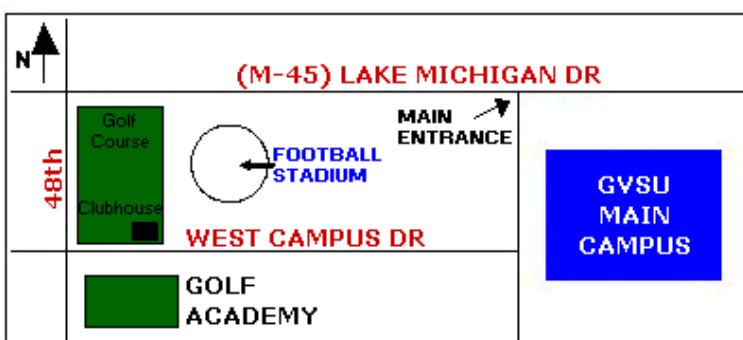 N
(M-45) LAKE MICHIGAN DR
Golf
Course
MAIN
ENTRANCE
FOOTBALL
STADIUM
48th
GVSU
MAIN
CAMPUS
Clubhouse
WEST CAMPUS DR
GOLF
ACADEMY